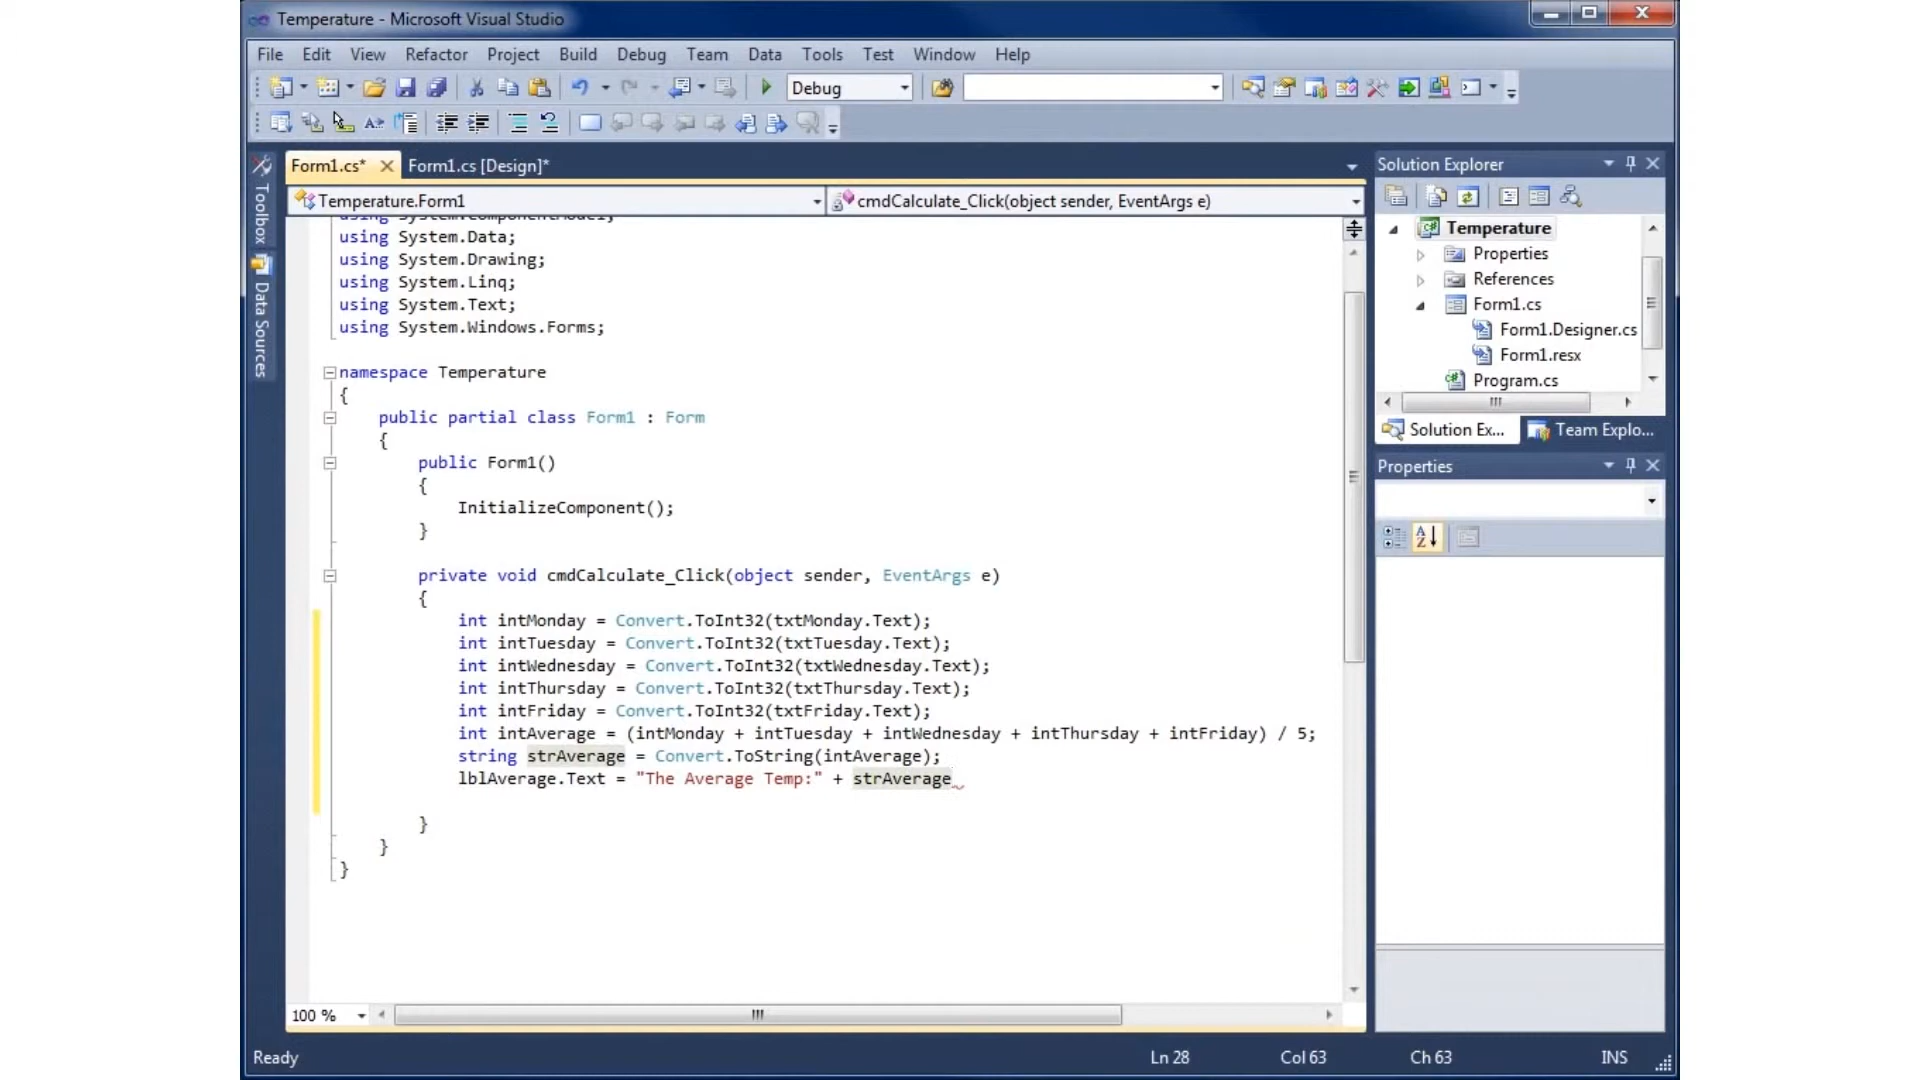 Temperature - Microsoft Visual Studio
File Edit View Refactor Project Build Debug Team Data Tools Test Window Help
Debug
Form1.cs* Form1.cs [Design]*
Temperature.Form1 cmdCalculate_Click(object sender, EventArgs e)
Toolbox
Data Sources
using System.ComponentModel;
using System.Data;
using System.Drawing;
using System.Linq;
using System.Text;
using System.Windows.Forms;
namespace Temperature
{
public partial class Form1 : Form
{
public Form1()
{
InitializeComponent();
}
private void cmdCalculate_Click(object sender, EventArgs e)
{
int intMonday = Convert.ToInt32(txtMonday.Text);
int intTuesday = Convert.ToInt32(txtTuesday.Text);
int intWednesday = Convert.ToInt32(txtWednesday.Text);
int intThursday = Convert.ToInt32(txtThursday.Text);
int intFriday = Convert.ToInt32(txtFriday.Text);
int intAverage = (intMonday + intTuesday + intWednesday + intThursday + intFriday) / 5;
string strAverage = Convert.ToString(intAverage);
lblAverage.Text = "The Average Temp:" + strAverage
}
}
}
100 %
Solution Explorer
Temperature
Properties
References
Form1.cs
Form1.Designer.cs
Form1.resx
Program.cs
Solution Ex... Team Explo...
Properties
Ready Ln 28 Col 63 Ch 63 INS